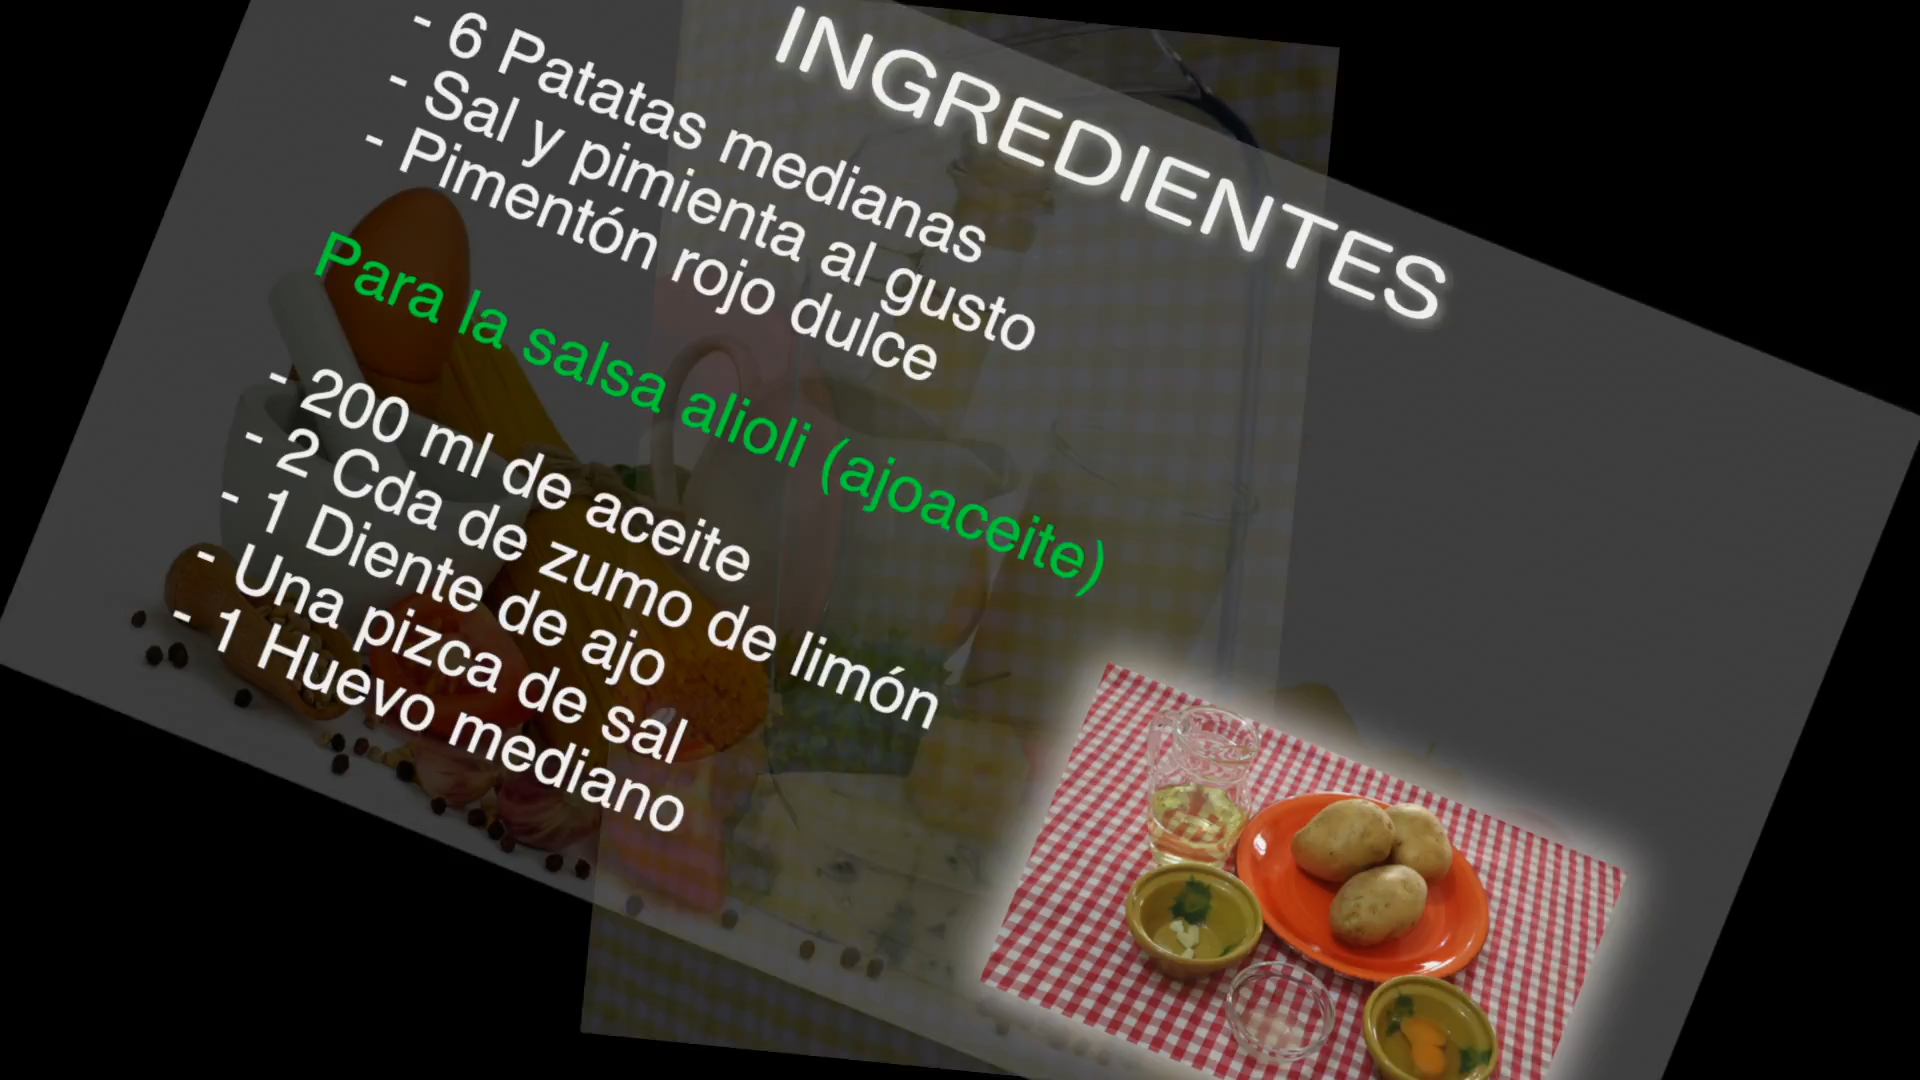 INGREDIENTES
- 6 Patatas medianas
- Sal y pimienta al gusto
- Pimentón rojo dulce
Para la salsa alioli (ajoaceite)
- 200 ml de aceite
- 2 Cda de zumo de limón
- 1 Diente de ajo
- Una pizca de sal
- 1 Huevo mediano